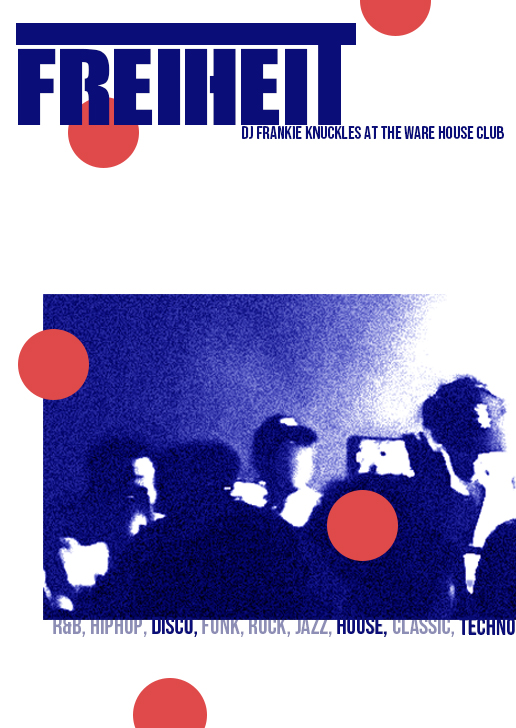 FREIHEIT
DJ FRANKIE KNUCKLES AT THE WARE HOUSE CLUB
R&B, HIPHOP, DISCO, FUNK, ROCK, JAZZ, HOUSE, CLASSIC, TECHNO